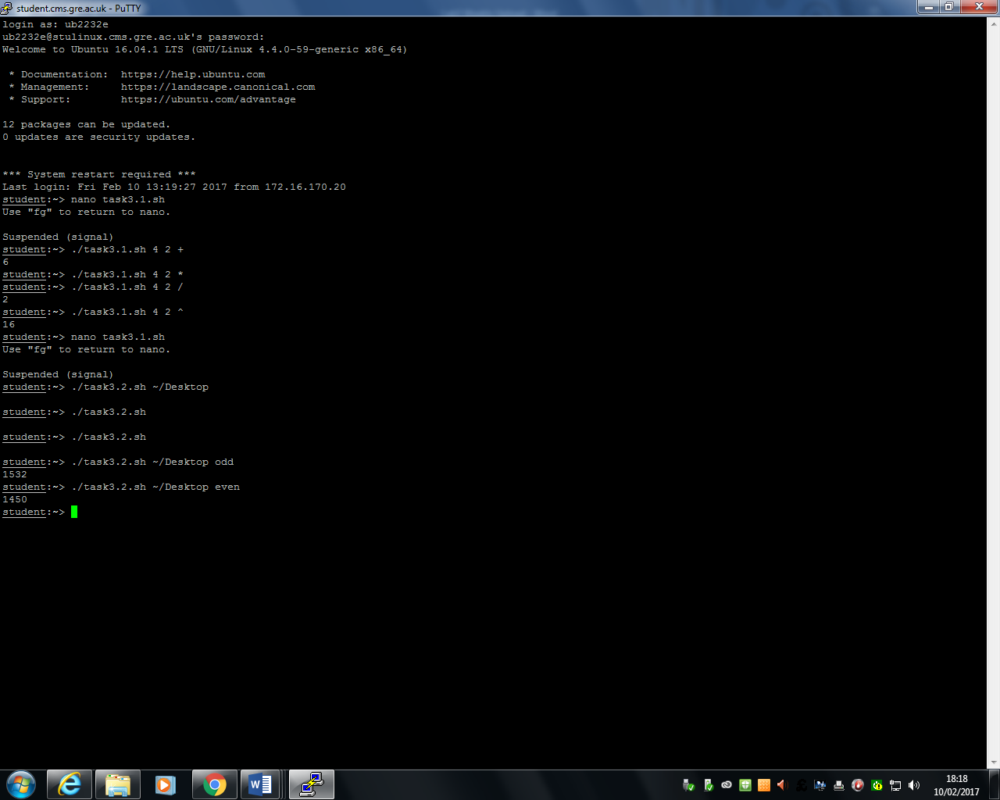 student.cms.gre.ac.uk - PuTTY
login as: ub2232e
ub2232e@stulinux.cms.gre.ac.uk's password:
Welcome to Ubuntu 16.04.1 LTS (GNU/Linux 4.4.0-59-generic x86_64)
* Documentation:  https://help.ubuntu.com
* Management:     https://landscape.canonical.com
* Support:        https://ubuntu.com/advantage
12 packages can be updated.
0 updates are security updates.
*** System restart required ***
Last login: Fri Feb 10 13:19:27 2017 from 172.16.170.20
student:~> nano task3.1.sh
Use "fg" to return to nano.
Suspended (signal)
student:~> ./task3.1.sh 4 2 +
6
student:~> ./task3.1.sh 4 2 *
student:~> ./task3.1.sh 4 2 /
2
student:~> ./task3.1.sh 4 2 ^
16
student:~> nano task3.1.sh
Use "fg" to return to nano.
Suspended (signal)
student:~> ./task3.2.sh ~/Desktop
student:~> ./task3.2.sh
student:~> ./task3.2.sh
student:~> ./task3.2.sh ~/Desktop odd
1532
student:~> ./task3.2.sh ~/Desktop even
1450
student:~>
18:18
10/02/2017